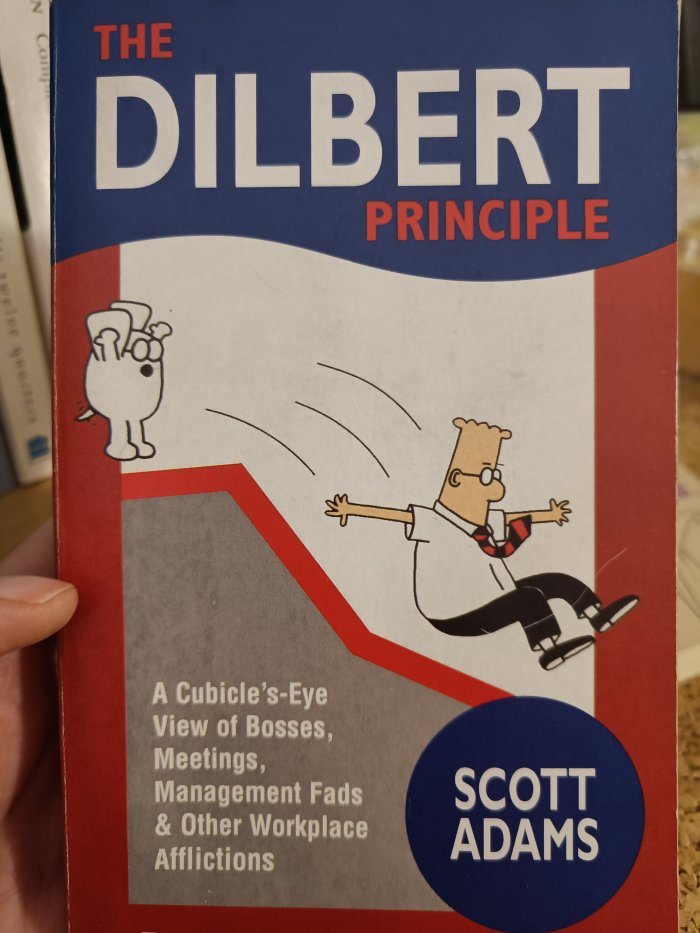 THE
DILBERT
PRINCIPLE
A Cubicle's-Eye
View of Bosses,
Meetings,
Management Fads
& Other Workplace
Afflictions
SCOTT
ADAMS